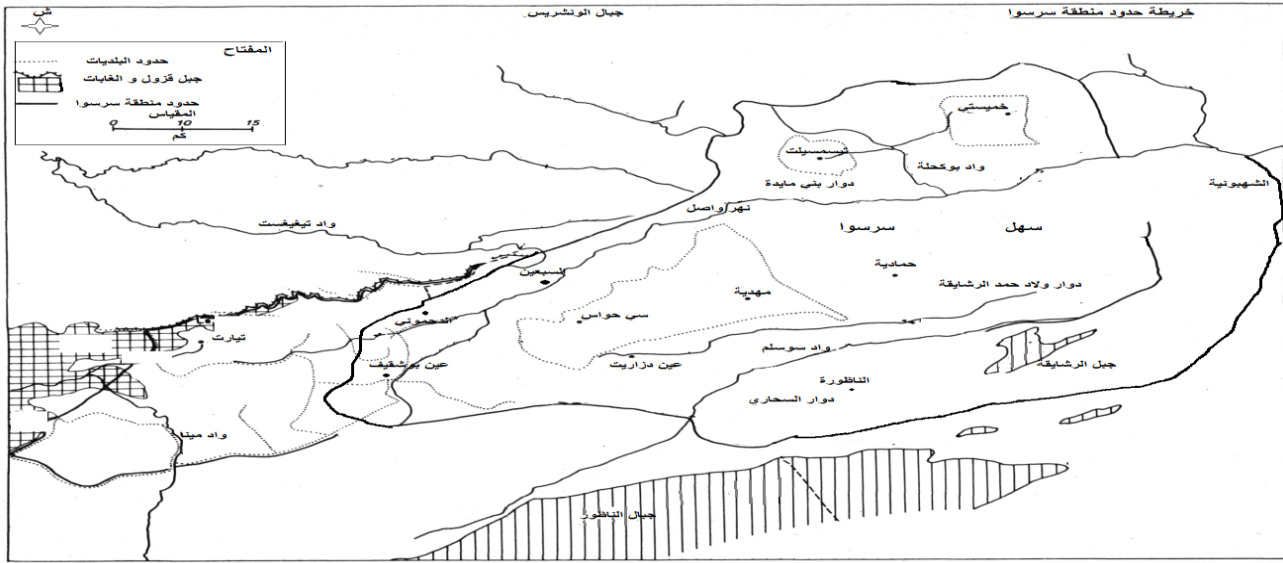 خريطة حدود منطقة سرسوا
جبال الونشريس
ش
المفتاح
حدود البلديات
جبل قزول و الغابات
حدود منطقة سرسوا
المقياس
0 10 15
كم
خميستي
تيسمسيلت
واد بوكحلة
دوار بني مايدة
الشهبونية
نهر واصل
واد تيغيغست
سهل سرسوا
السبعين
حمادية
دوار ولاد حمد الرشايقة
مهدية
سي حواس
الدحموني
تيارت
واد سوسلم
عين دزاريت
عين بوشقيف
جبل الرشايقة
الناظورة
دوار السحاري
واد مينا
جبال الناظور